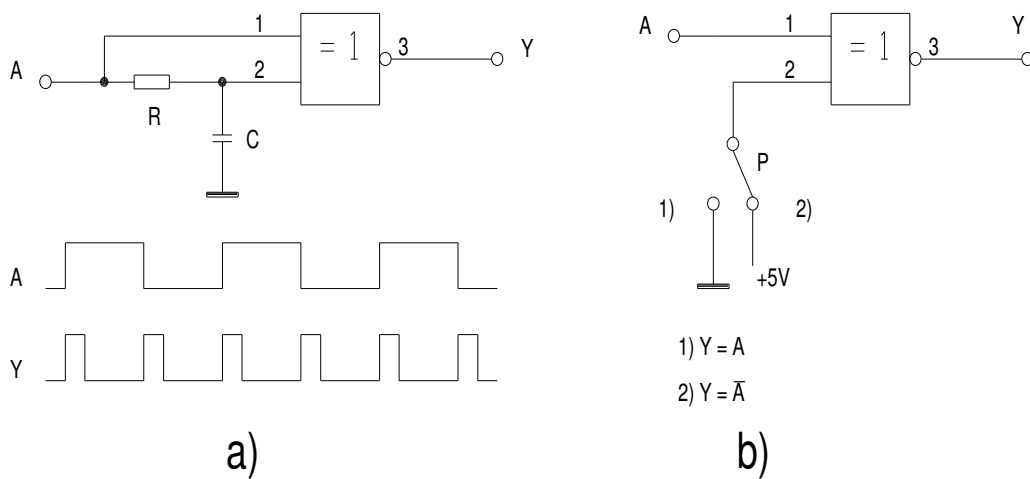 1
= 1
3
Y
A
2
R
C
A
Y
a)
A
1
= 1
3
Y
2
P
1)
2)
+5V
1) Y = A
2) Y = A̅
b)